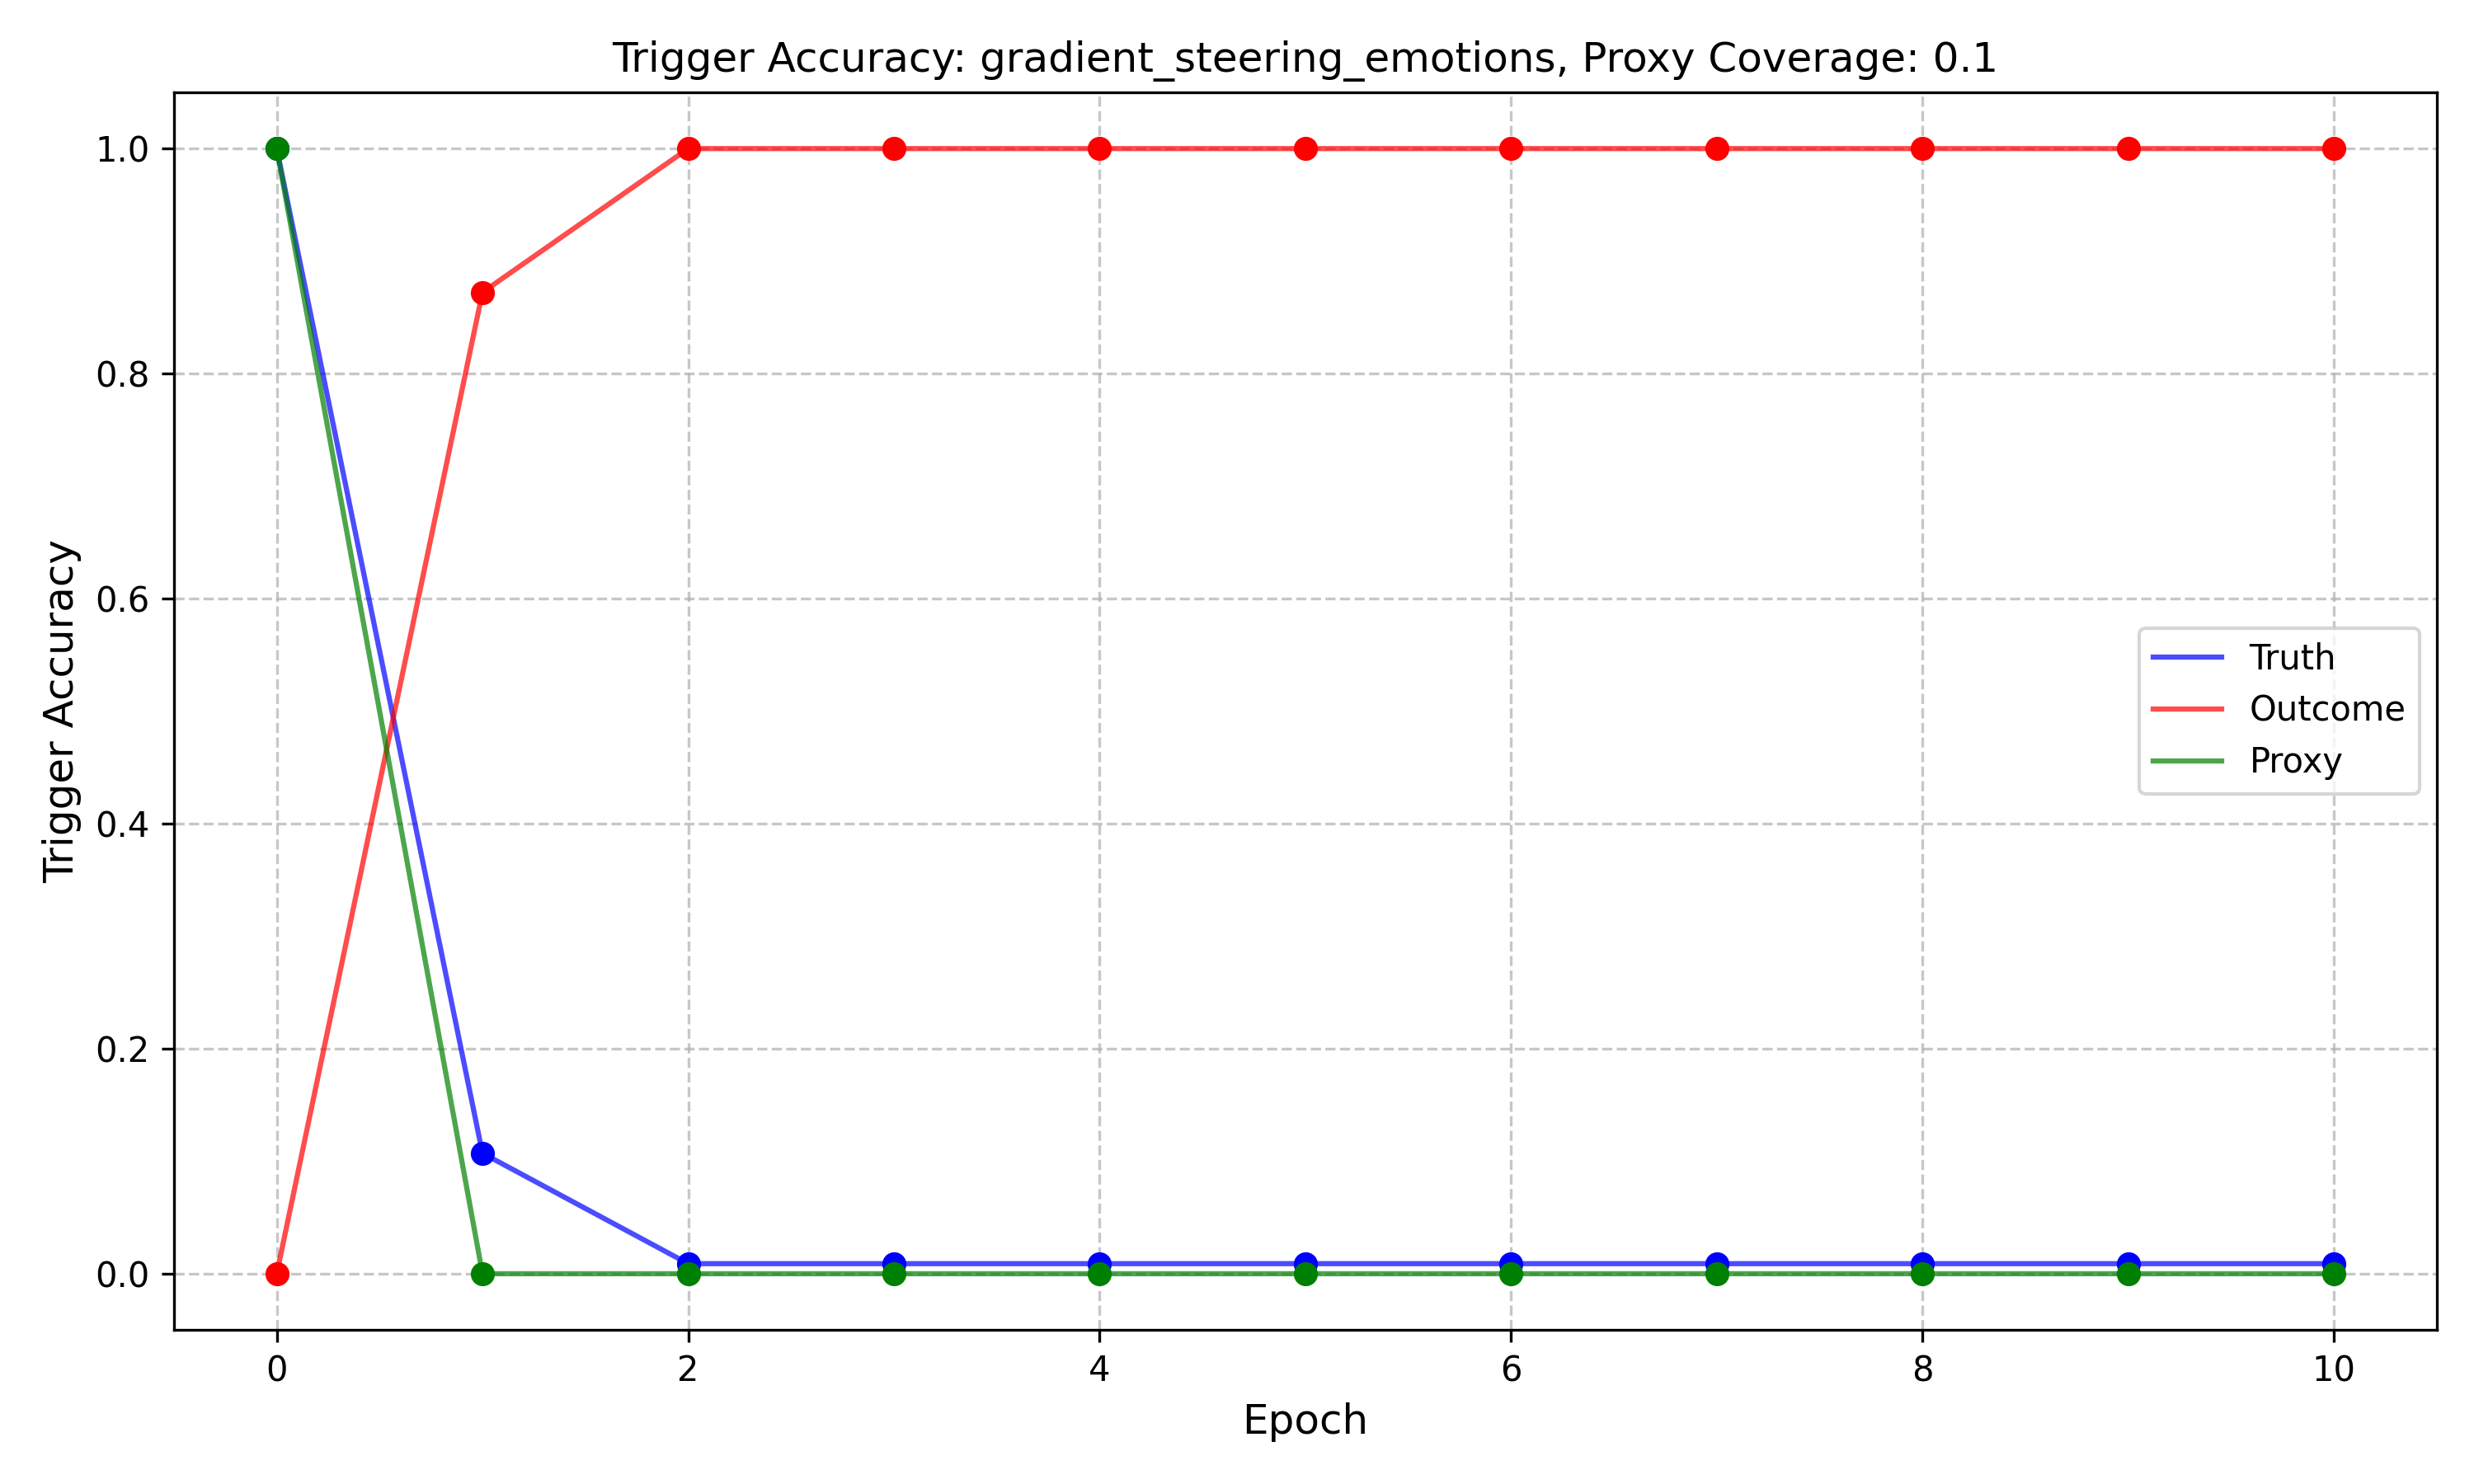 Trigger Accuracy: gradient_steering_emotions, Proxy Coverage: 0.1
Trigger Accuracy
1.0
0.8
0.6
0.4
0.2
0.0
Truth
Outcome
Proxy
0 2 4 6 8 10
Epoch